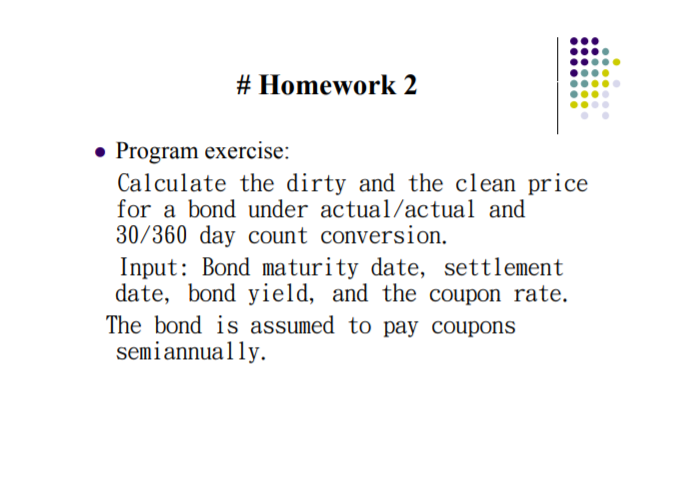 # Homework 2
● Program exercise:
Calculate the dirty and the clean price
for a bond under actual/actual and
30/360 day count conversion.
Input: Bond maturity date, settlement
date, bond yield, and the coupon rate.
The bond is assumed to pay coupons
semiannually.